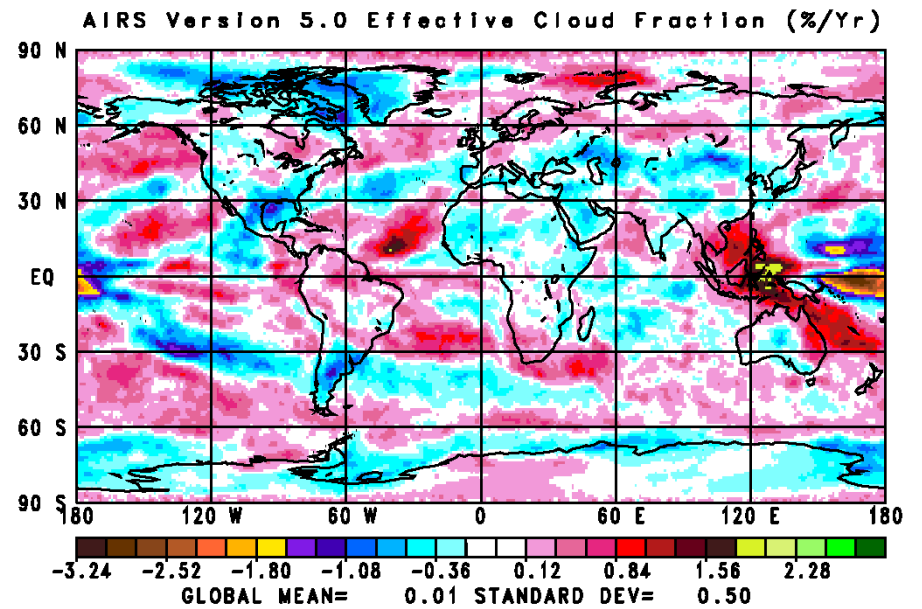 AIRS Version 5.0 Effective Cloud Fraction (%/Yr)
90 N
60 N
30 N
EQ
30 S
60 S
90 S
180 120 W 60 W 0 60 E 120 E 180
-3.24 -2.52 -1.80 -1.08 -0.36 0.12 0.84 1.56 2.28
GLOBAL MEAN= 0.01 STANDARD DEV= 0.50